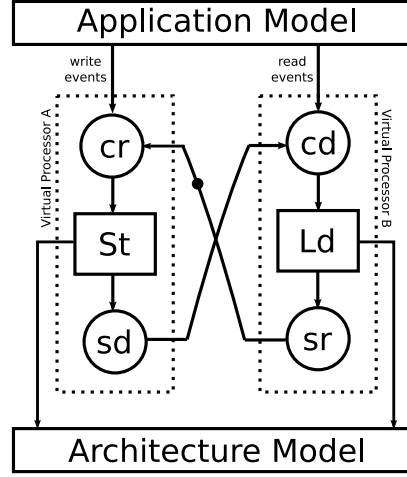 Application Model
write
events
read
events
Virtual Processor A
Virtual Processor B
cr
cd
St
Ld
sd
sr
Architecture Model